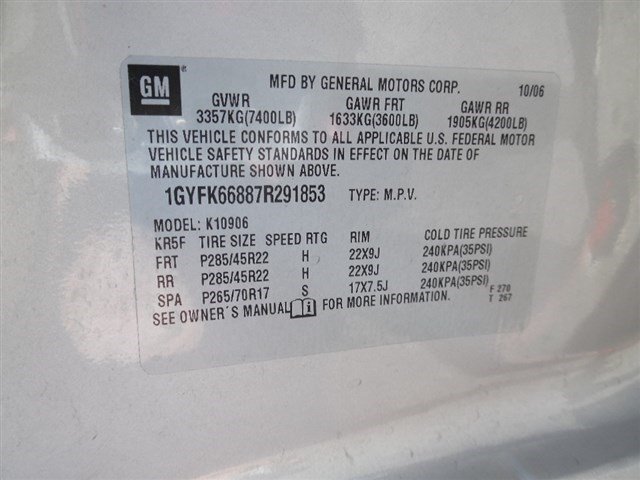 GM ®
MFD BY GENERAL MOTORS CORP. 10/06
GVWR GAWR FRT GAWR RR
3357KG(7400LB) 1633KG(3600LB) 1905KG(4200LB)
THIS VEHICLE CONFORMS TO ALL APPLICABLE U.S. FEDERAL MOTOR
VEHICLE SAFETY STANDARDS IN EFFECT ON THE DATE OF
MANUFACTURE SHOWN ABOVE.
1GYFK66887R291853 TYPE: M.P.V.
MODEL: K10906
KR5F TIRE SIZE SPEED RTG RIM COLD TIRE PRESSURE
FRT P285/45R22 H 22X9J 240KPA(35PSI)
RR P285/45R22 H 22X9J 240KPA(35PSI)
SPA P265/70R17 S 17X7.5J 240KPA(35PSI) F 270
SEE OWNER´S MANUAL i FOR MORE INFORMATION. T 267